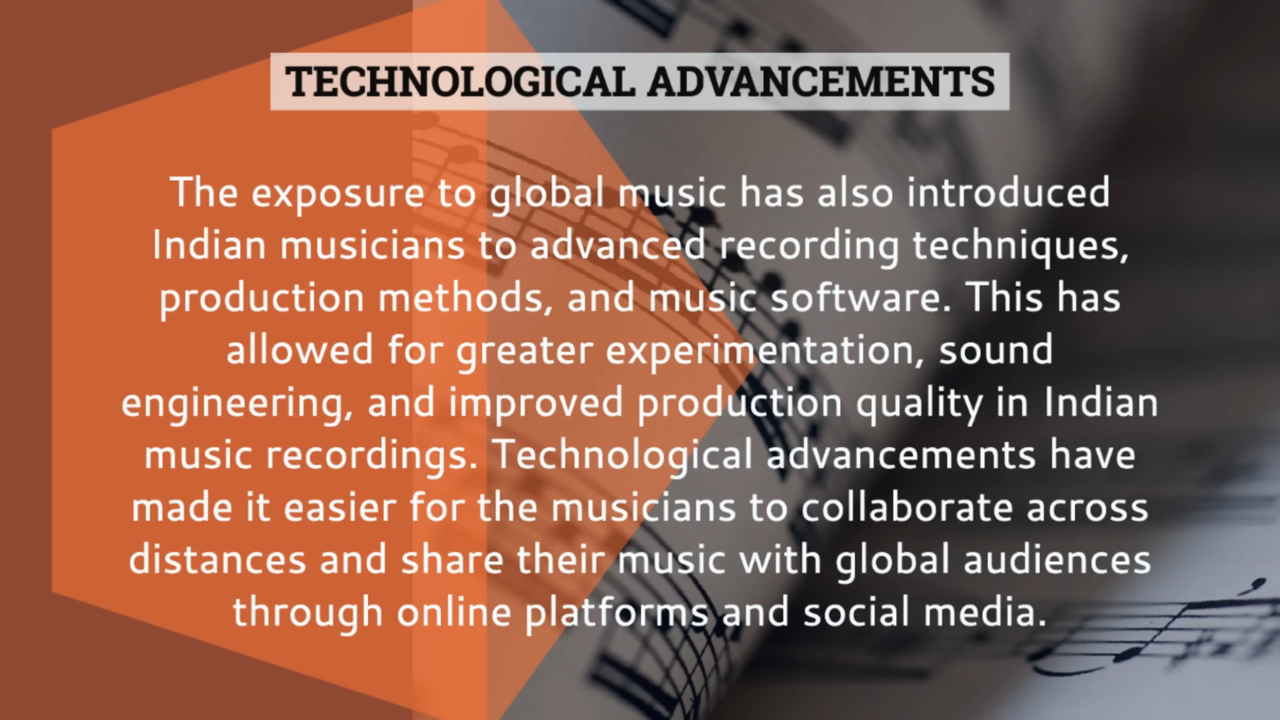 TECHNOLOGICAL ADVANCEMENTS
The exposure to global music has also introduced
Indian musicians to advanced recording techniques,
production methods, and music software. This has
allowed for greater experimentation, sound
engineering, and improved production quality in Indian
music recordings. Technological advancements have
made it easier for the musicians to collaborate across
distances and share their music with global audiences
through online platforms and social media.